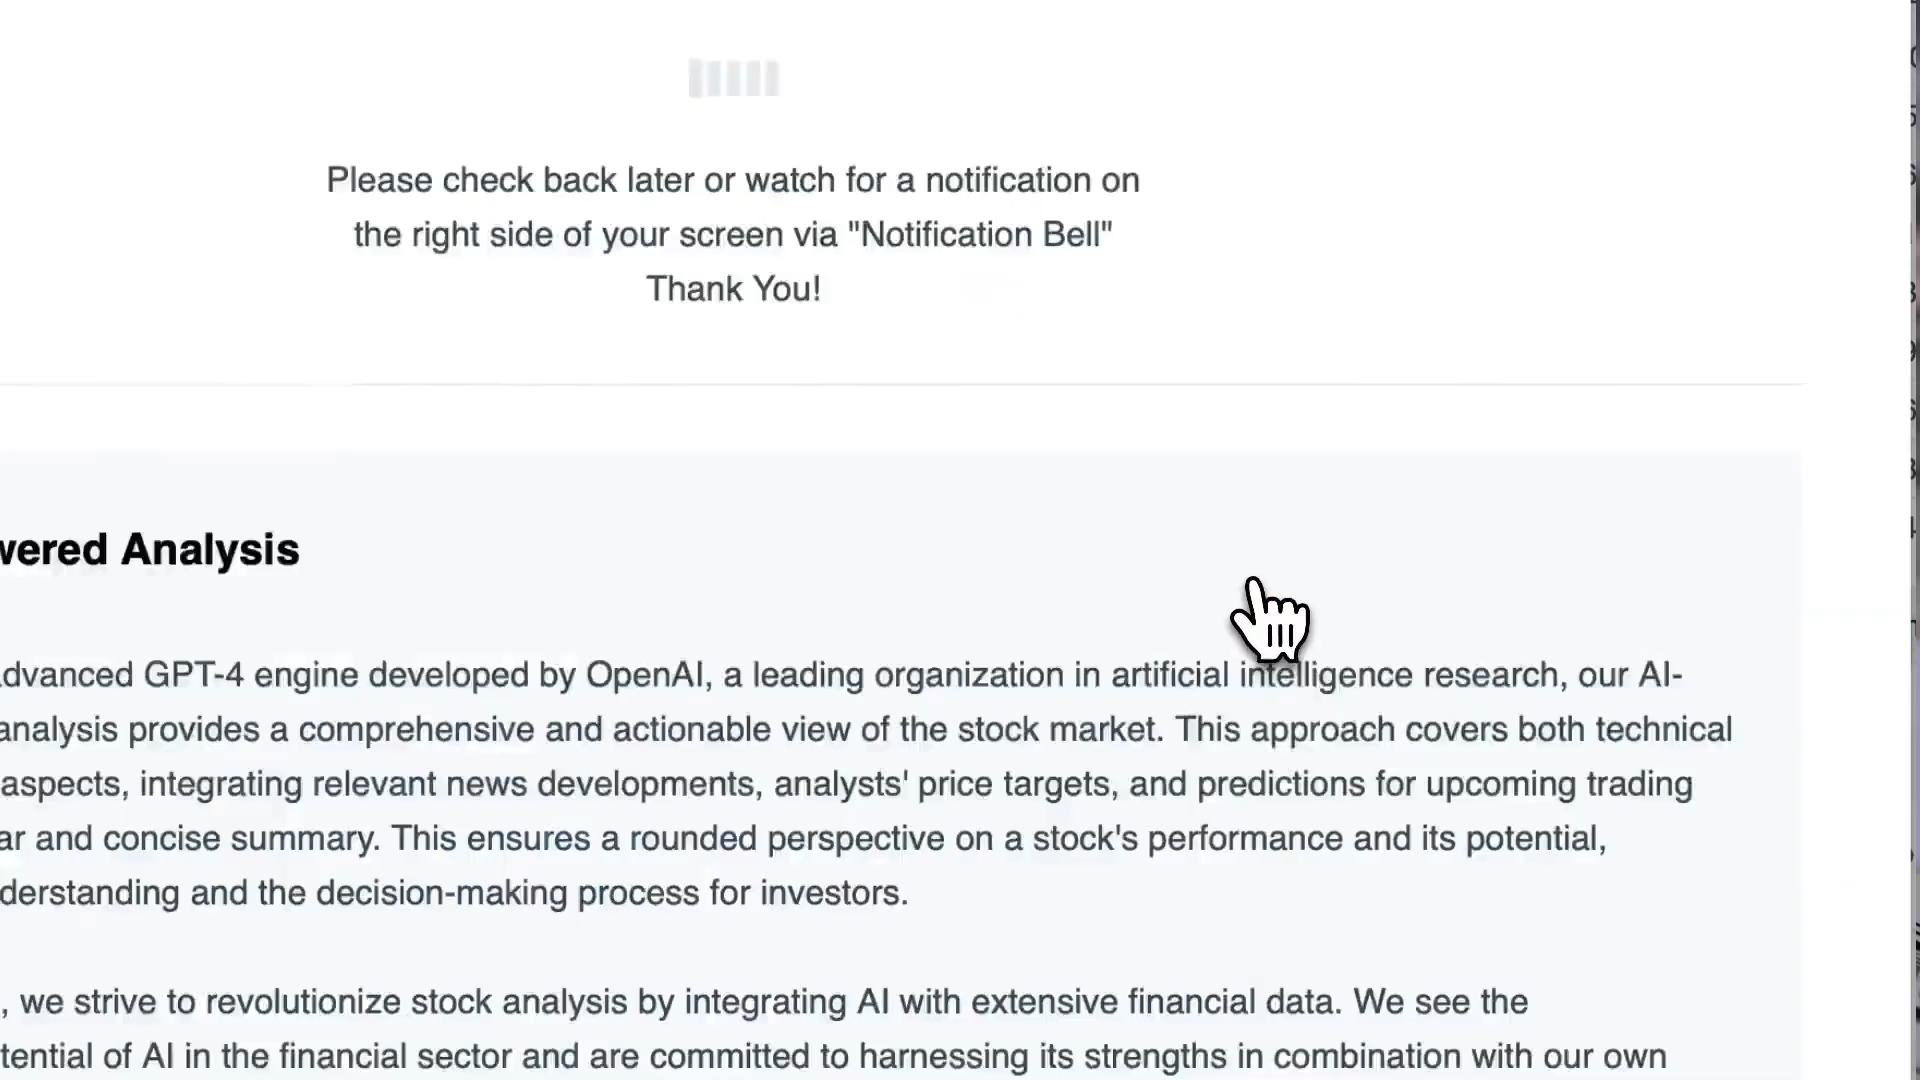 Please check back later or watch for a notification on
the right side of your screen via "Notification Bell"
Thank You!
Analysis
GPT-4 engine developed by OpenAI, a leading organization in artificial intelligence research, our AI-
analysis provides a comprehensive and actionable view of the stock market. This approach covers both technical
aspects, integrating relevant news developments, analysts' price targets, and predictions for upcoming trading
and concise summary. This ensures a rounded perspective on a stock's performance and its potential,
and the decision-making process for investors.
, we strive to revolutionize stock analysis by integrating AI with extensive financial data. We see the
of AI in the financial sector and are committed to harnessing its strengths in combination with our own